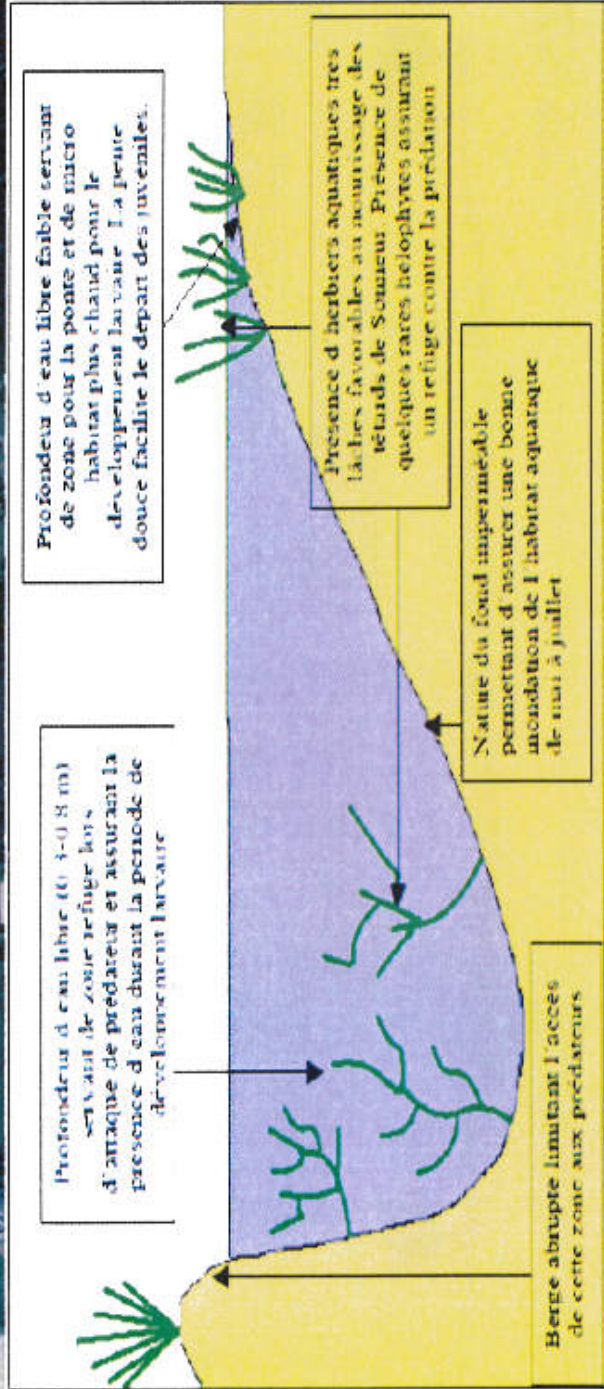 Profondeur d'eau libre (0.3-0.8 m)
servant de zone refuge lors
d'attaque de prédateur et assurant la
présence d'eau durant la période de
développement larvaire
Profondeur d'eau libre faible servant
de zone pour la ponte et de micro
habitat plus chaud pour le
développement larvaire. La pente
douce facilite le départ des juvéniles.
Présence d'herbiers aquatiques très
lâches favorables au nourrissage des
têtards de Sonneur. Présence de
quelques rares hélophytes assurant
un refuge contre la prédation
Nature du fond imperméable
permettant d'assurer une bonne
inondation de l'habitat aquatique
de mai à juillet
Berge abrupte limitant l'accès
de cette zone aux prédateurs